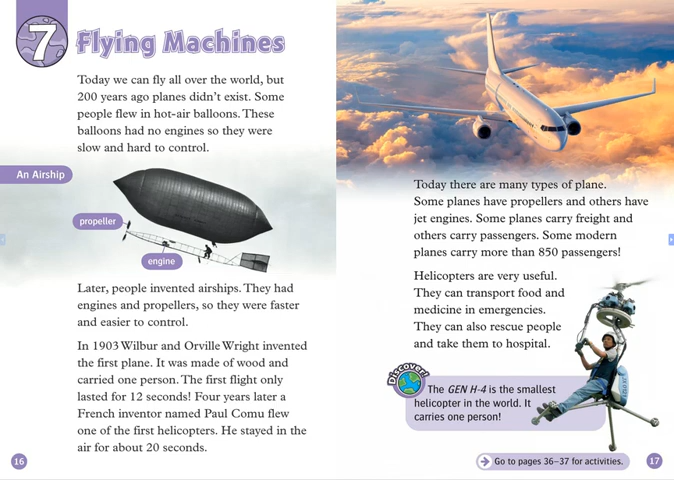 7 Flying Machines
Today we can fly all over the world, but
200 years ago planes didn't exist. Some
people flew in hot-air balloons. These
balloons had no engines so they were
slow and hard to control.
An Airship
propeller
engine
Later, people invented airships. They had
engines and propellers, so they were faster
and easier to control.
In 1903 Wilbur and Orville Wright invented
the first plane. It was made of wood and
carried one person. The first flight only
lasted for 12 seconds! Four years later a
French inventor named Paul Comu flew
one of the first helicopters. He stayed in the
air for about 20 seconds.
16
Today there are many types of plane.
Some planes have propellers and others have
jet engines. Some planes carry freight and
others carry passengers. Some modern
planes carry more than 850 passengers!
Helicopters are very useful.
They can transport food and
medicine in emergencies.
They can also rescue people
and take them to hospital.
Discover!
The GEN H-4 is the smallest
helicopter in the world. It
carries one person!
Go to pages 36–37 for activities.
17